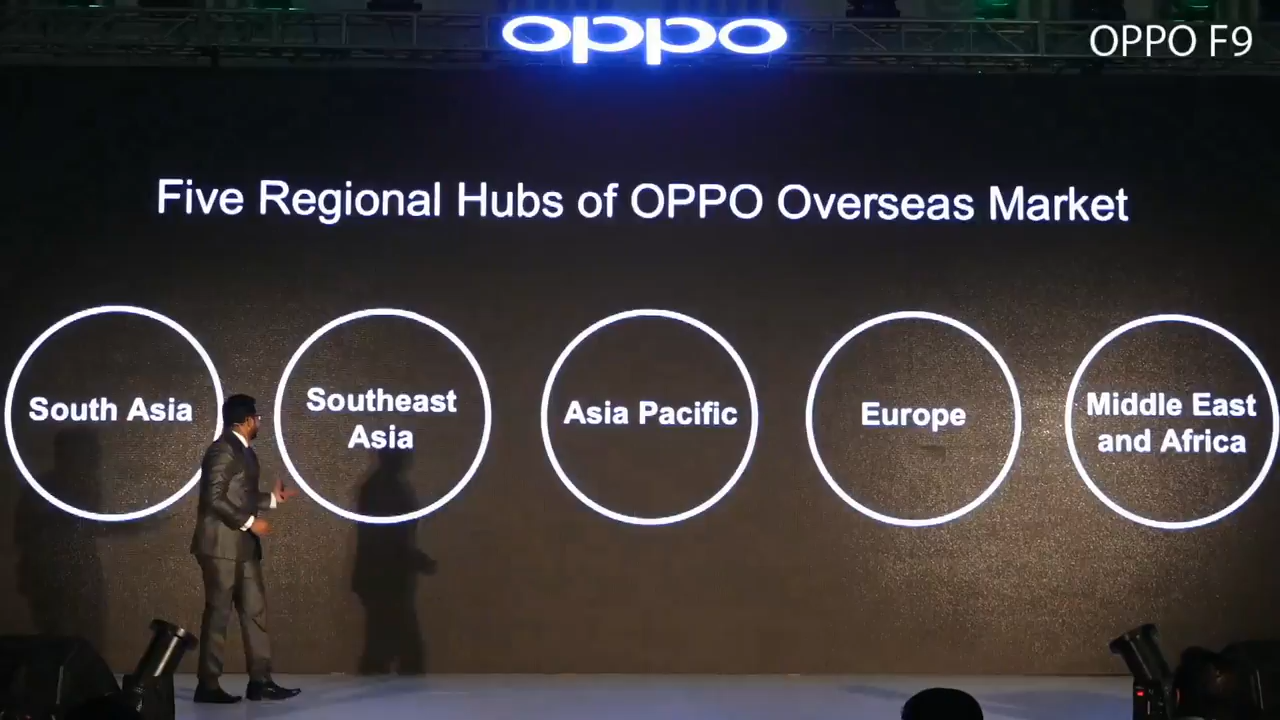 oppo
OPPO F9
Five Regional Hubs of OPPO Overseas Market
South Asia
Southeast
Asia
Asia Pacific
Europe
Middle East
and Africa